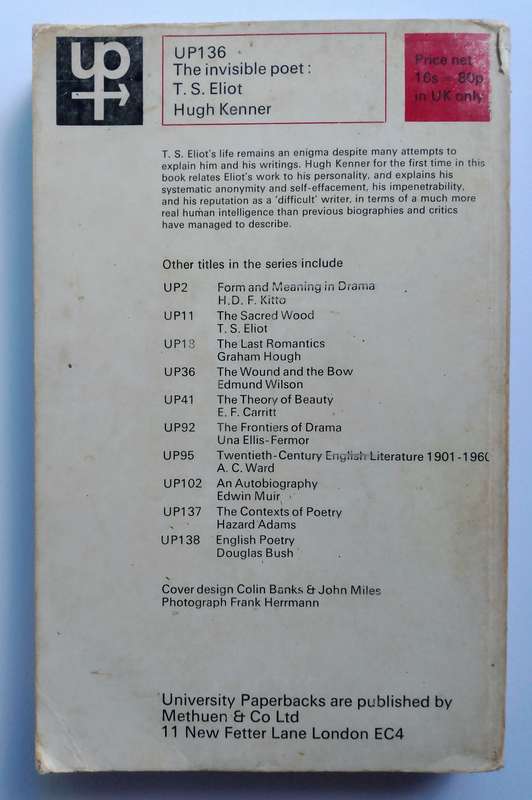 up
UP136
The invisible poet:
T. S. Eliot
Hugh Kenner
Price net
16s 80p
in UK only
T. S. Eliot's life remains an enigma despite many attempts to
explain him and his writings. Hugh Kenner for the first time in this
book relates Eliot's work to his personality, and explains his
systematic anonymity and self-effacement, his impenetrability,
and his reputation as a 'difficult' writer, in terms of a much more
real human intelligence than previous biographies and critics
have managed to describe.
Other titles in the series include
UP2 Form and Meaning in Drama
H. D. F. Kitto
UP11 The Sacred Wood
T. S. Eliot
UP18 The Last Romantics
Graham Hough
UP36 The Wound and the Bow
Edmund Wilson
UP41 The Theory of Beauty
E. F. Carritt
UP92 The Frontiers of Drama
Una Ellis-Fermor
UP95 Twentieth-Century English Literature 1901-1960
A. C. Ward
UP102 An Autobiography
Edwin Muir
UP137 The Contexts of Poetry
Hazard Adams
UP138 English Poetry
Douglas Bush
Cover design Colin Banks & John Miles
Photograph Frank Herrmann
University Paperbacks are published by
Methuen & Co Ltd
11 New Fetter Lane London EC4